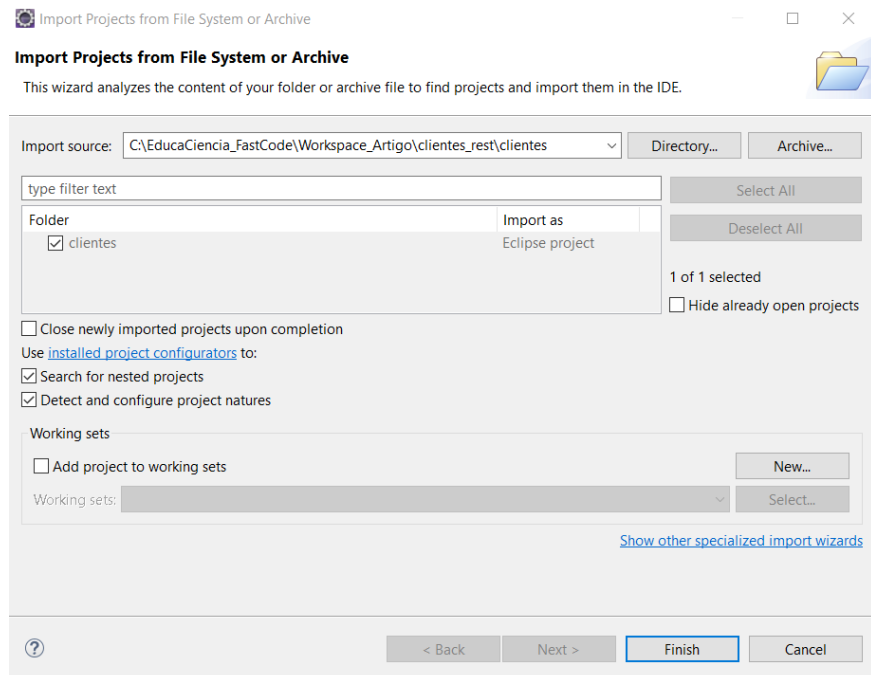 Import Projects from File System or Archive
Import Projects from File System or Archive
This wizard analyzes the content of your folder or archive file to find projects and import them in the IDE.
Import source: C:\EducaCiencia_FastCode\Workspace_Artigo\clientes_rest\clientes Directory... Archive...
type filter text Select All
Folder Import as
Deselect All
clientes Eclipse project
1 of 1 selected
Hide already open projects
Close newly imported projects upon completion
Use installed project configurators to:
Search for nested projects
Detect and configure project natures
Working sets
Add project to working sets New...
Working sets: Select...
Show other specialized import wizards
? < Back Next > Finish Cancel